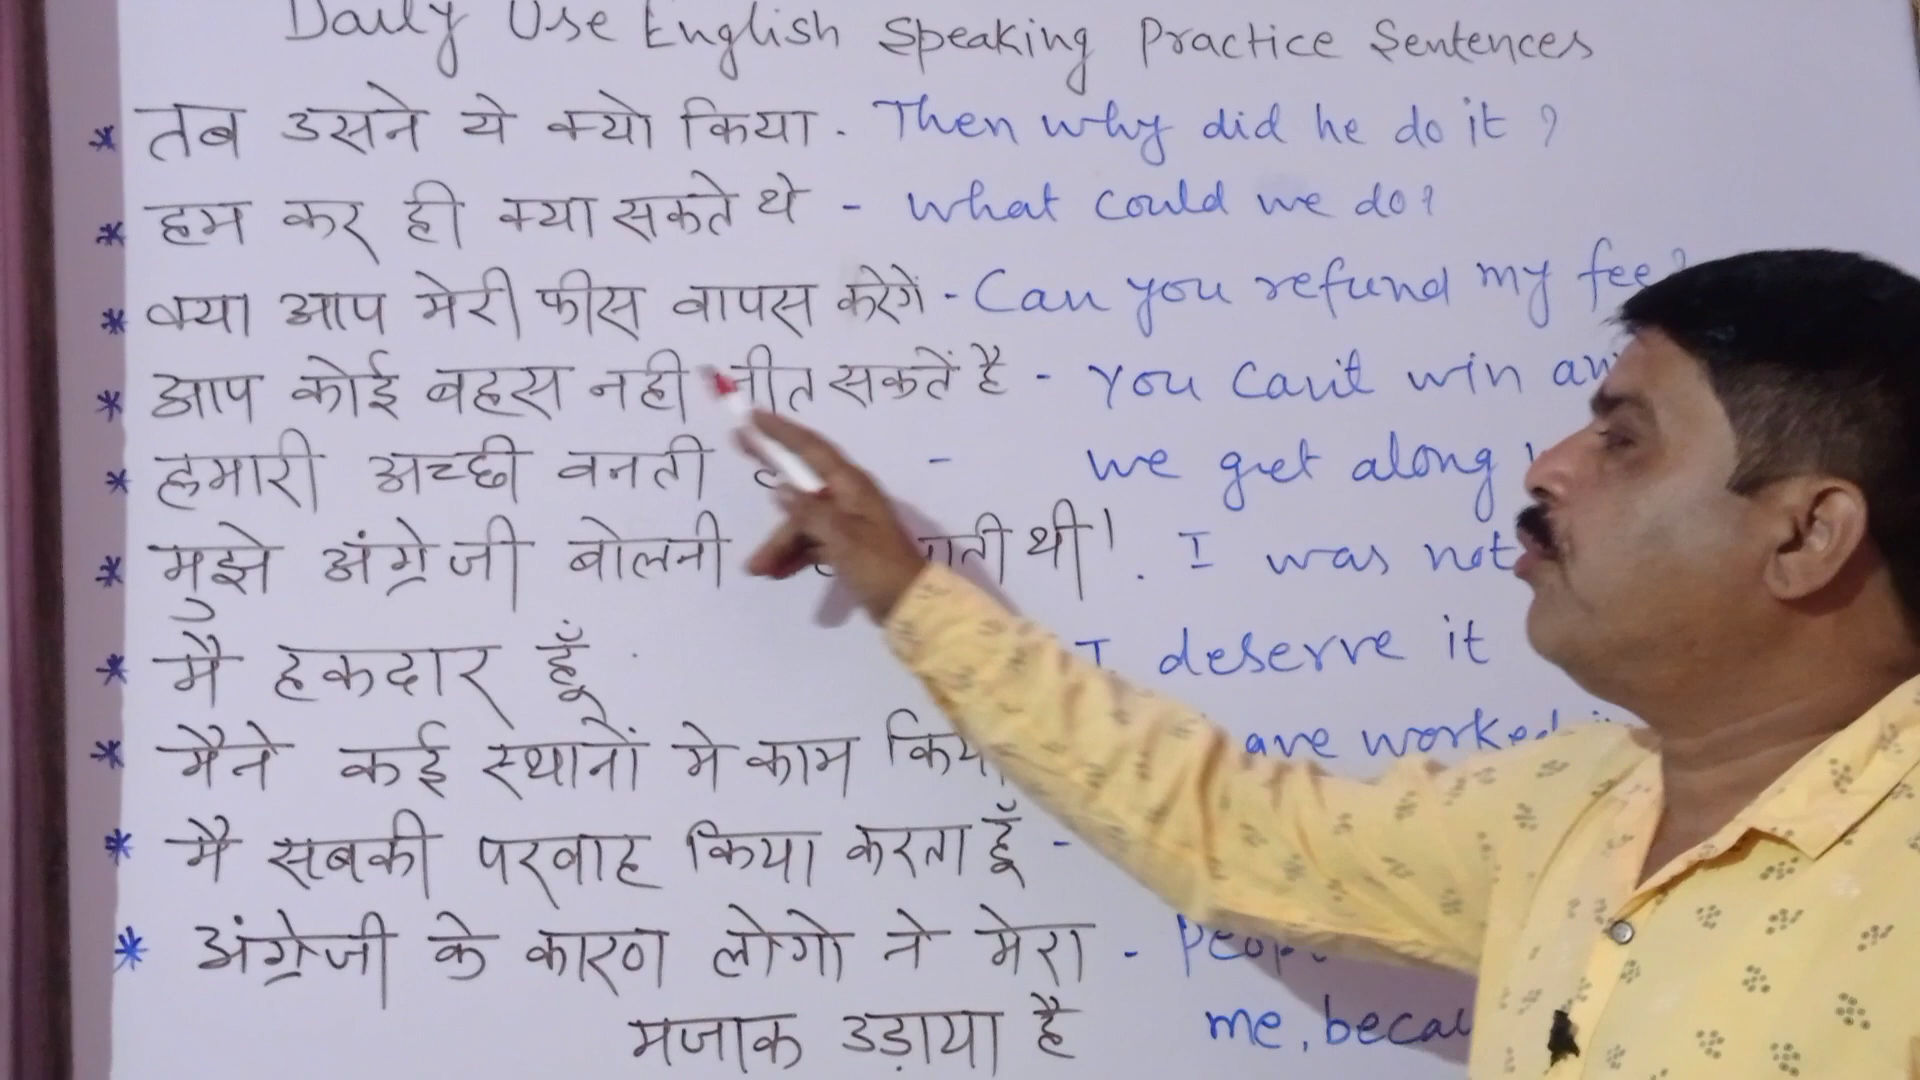 Daily Use English Speaking Practice Sentences
* तब उसने ये क्यो किया - Then why did he do it ?
* हम कर ही क्या सकते थे - what could we do?
* क्या आप मेरी फीस वापस करेगें - Can you refund my fee?
* आप कोई बहस नही जीत सकतें है - You can't win
* हमारी अच्छी बनती - we get along
* मुझे अंग्रेजी बोलनी थी! I was not
* मै हकदार हूँ. I deserve it
* मैने कई स्थानों मे काम worked
* मै सबकी परवाह किया करता हूँ -
* अंग्रेजी के कारण लोगो ने मेरा -
मजाक उड़ाया है me,